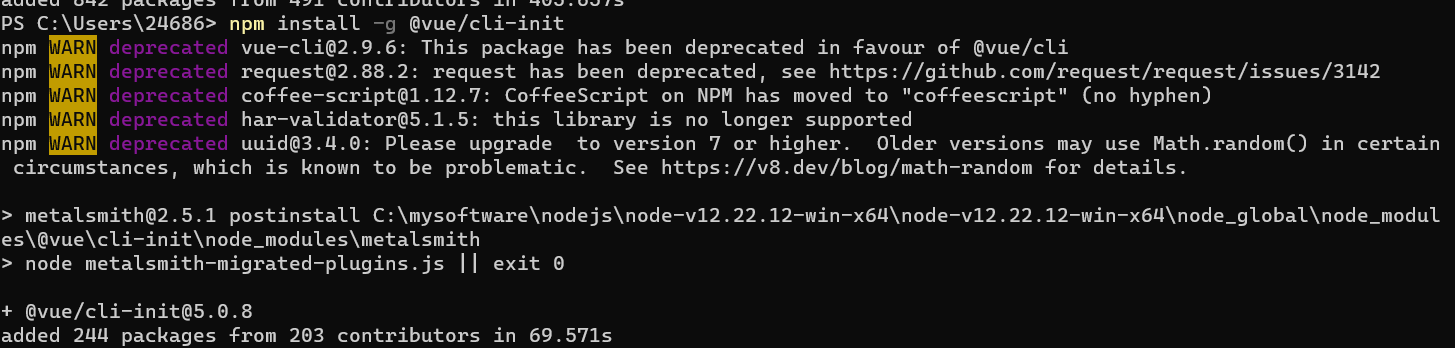 added 842 packages from 491 contributors in 403.657s
PS C:\Users\24686> npm install -g @vue/cli-init
npm WARN deprecated vue-cli@2.9.6: This package has been deprecated in favour of @vue/cli
npm WARN deprecated request@2.88.2: request has been deprecated, see https://github.com/request/request/issues/3142
npm WARN deprecated coffee-script@1.12.7: CoffeeScript on NPM has moved to "coffeescript" (no hyphen)
npm WARN deprecated har-validator@5.1.5: this library is no longer supported
npm WARN deprecated uuid@3.4.0: Please upgrade  to version 7 or higher.  Older versions may use Math.random() in certain
 circumstances, which is known to be problematic.  See https://v8.dev/blog/math-random for details.
> metalsmith@2.5.1 postinstall C:\mysoftware\nodejs\node-v12.22.12-win-x64\node-v12.22.12-win-x64\node_global\node_modul
es\@vue\cli-init\node_modules\metalsmith
> node metalsmith-migrated-plugins.js || exit 0
+ @vue/cli-init@5.0.8
added 244 packages from 203 contributors in 69.571s